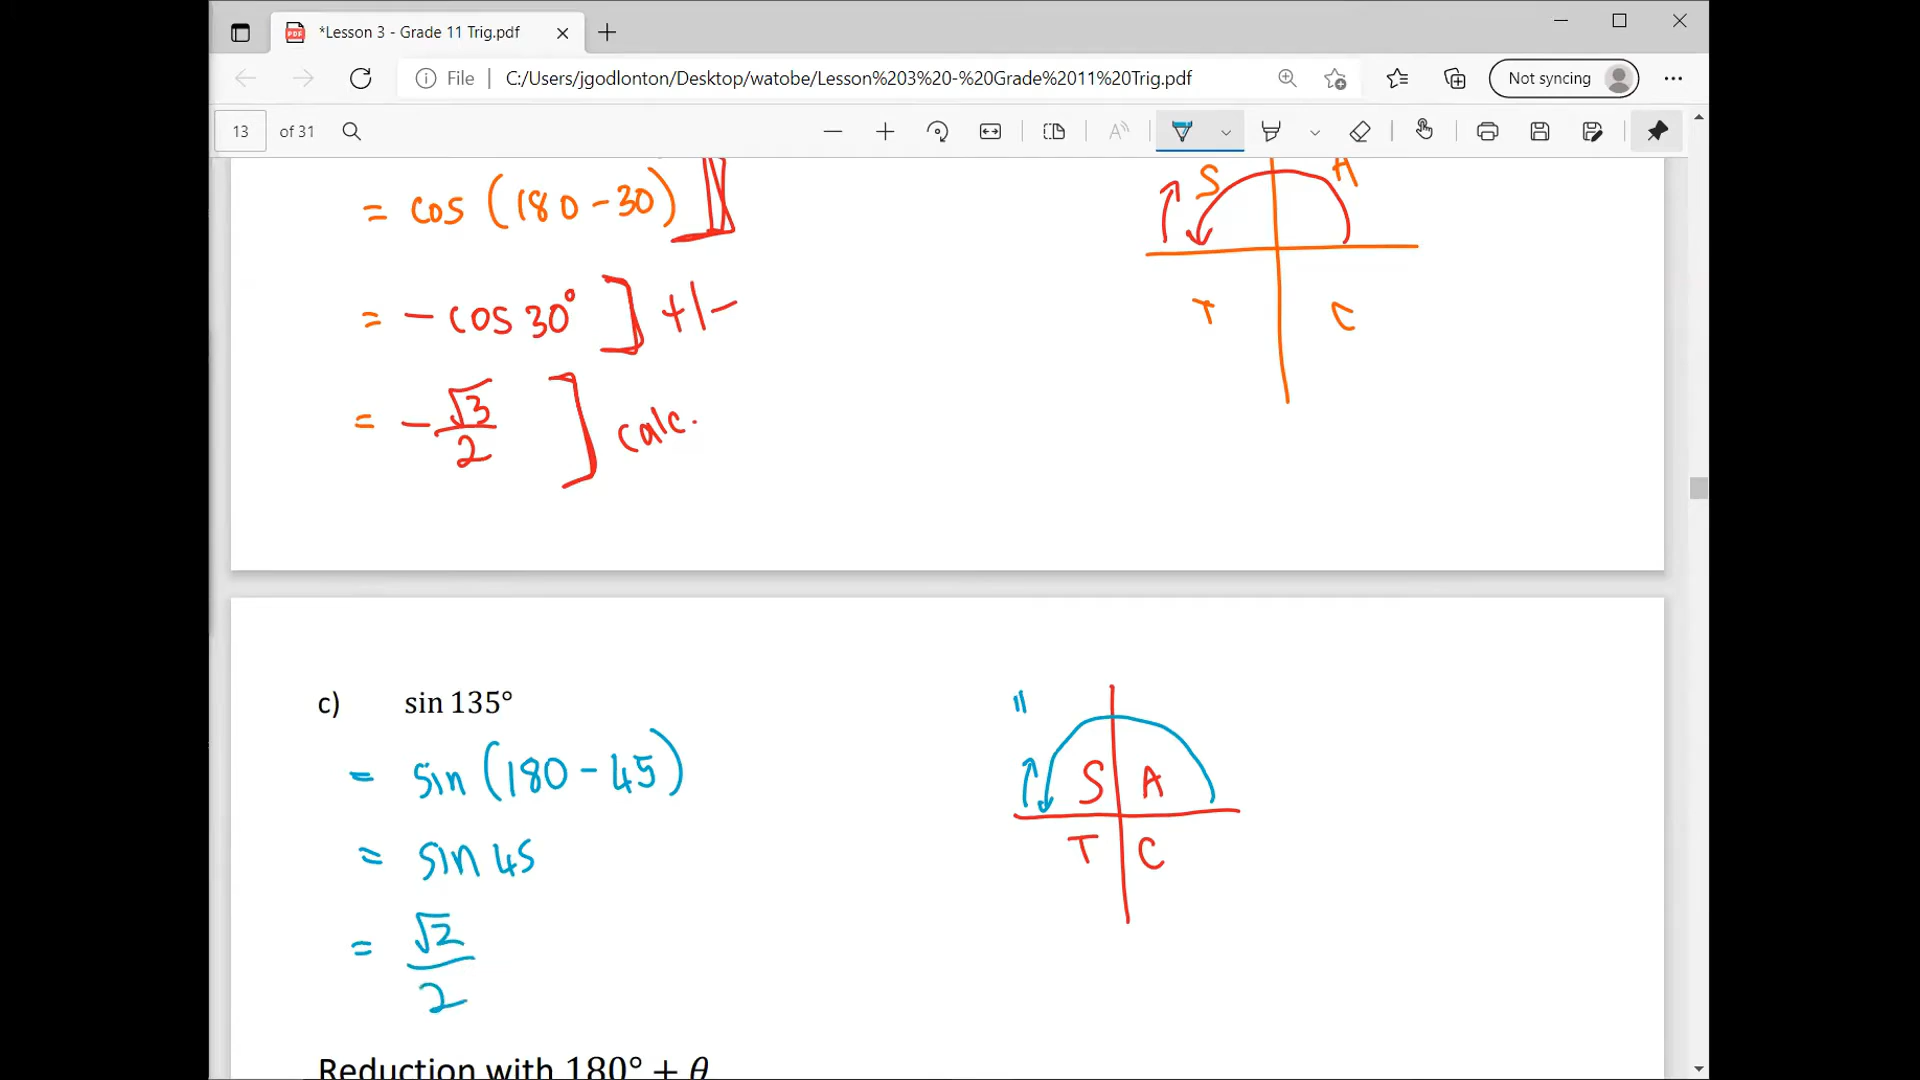 *Lesson 3 - Grade 11 Trig.pdf
File | C:/Users/jgodlonton/Desktop/watobe/Lesson%203%20-%20Grade%2011%20Trig.pdf
Not syncing
13 of 31
= cos (180 - 30)
= - cos 30° ] +/-
= - √3/2 ] calc.
S A
T C
c) sin 135°
= sin (180 - 45)
= sin 45
= √2/2
S A
T C
Reduction with 180° + θ